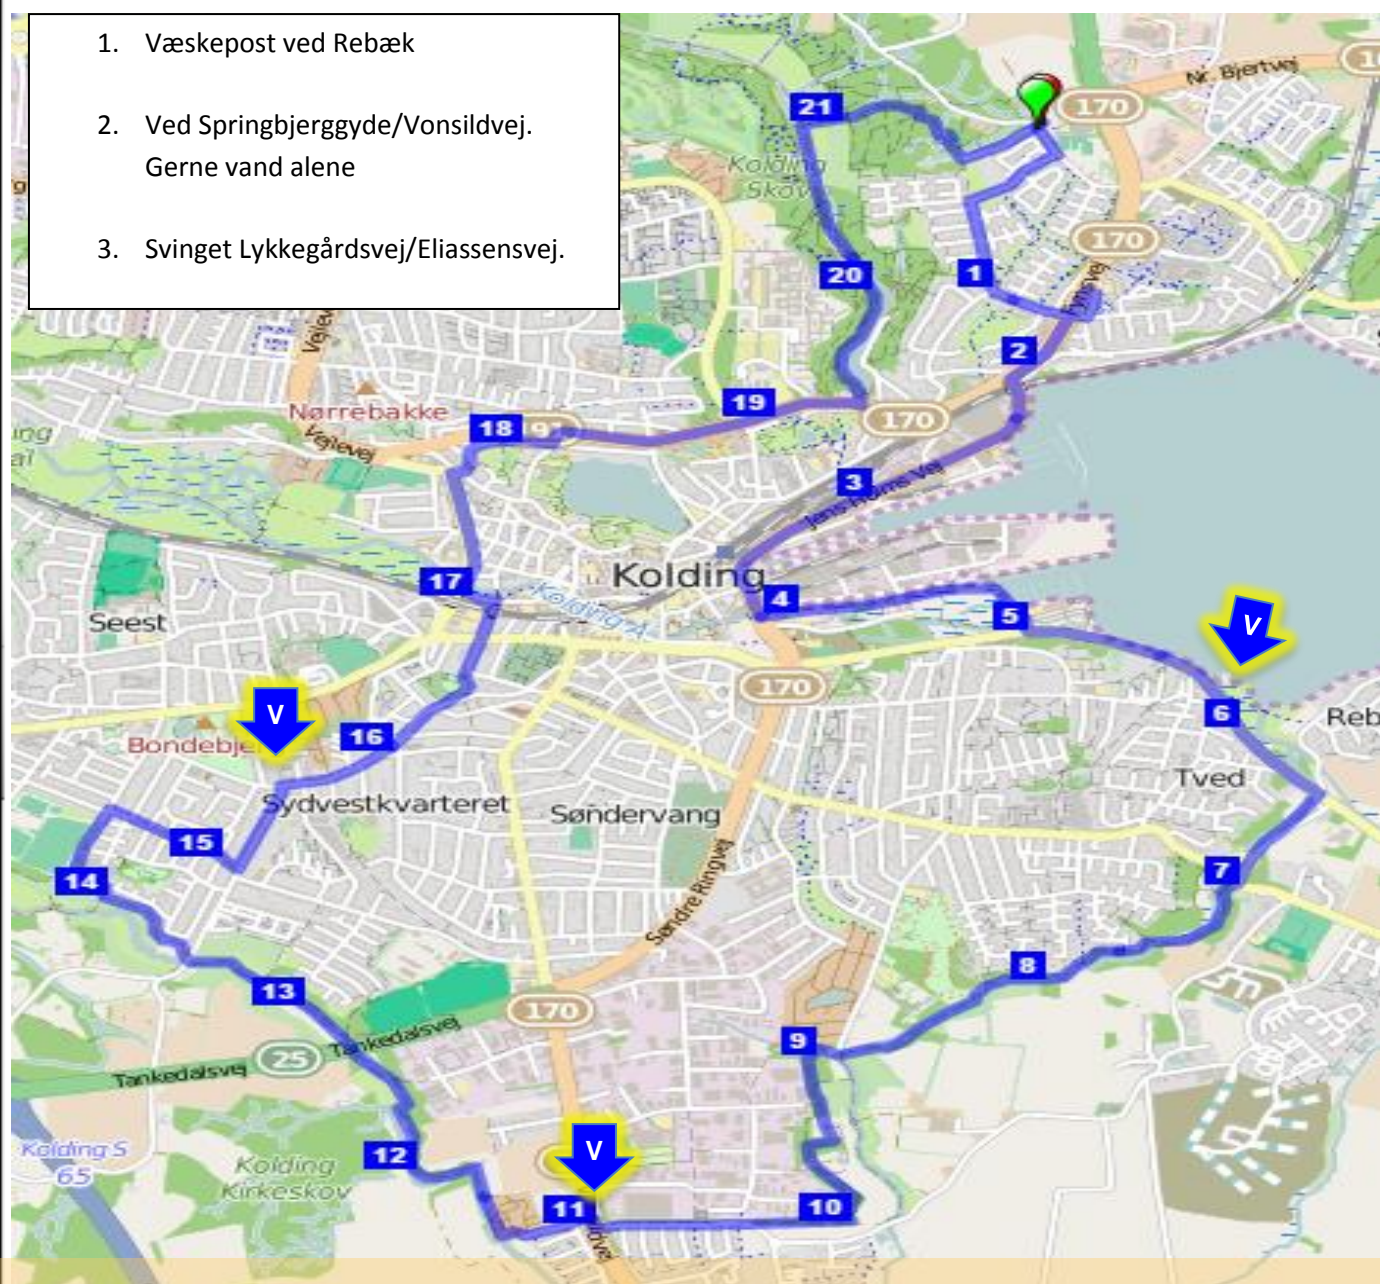 1. Væskepost ved Rebæk
2. Ved Springbjerggyde/Vonsildvej.
Gerne vand alene
3. Svinget Lykkegårdsvej/Eliassensvej.
Nr. Bjertvej
21
170
Kolding
Skov
170
1
20
2
Nørrebakke
19
170
18
Vejlevej
3
Jens Holms Vej
17
Kolding
Kolding Å
4
5
V
Seest
170
6
Reb
V
16
Bondebje
Tved
Sydvestkvarteret
Søndervang
15
7
14
Søndre Ringvej
8
13
170
9
25
Tankedalsvej
Tankedalsvej
V
Kolding S
65
12
Kolding
Kirkeskov
11
10